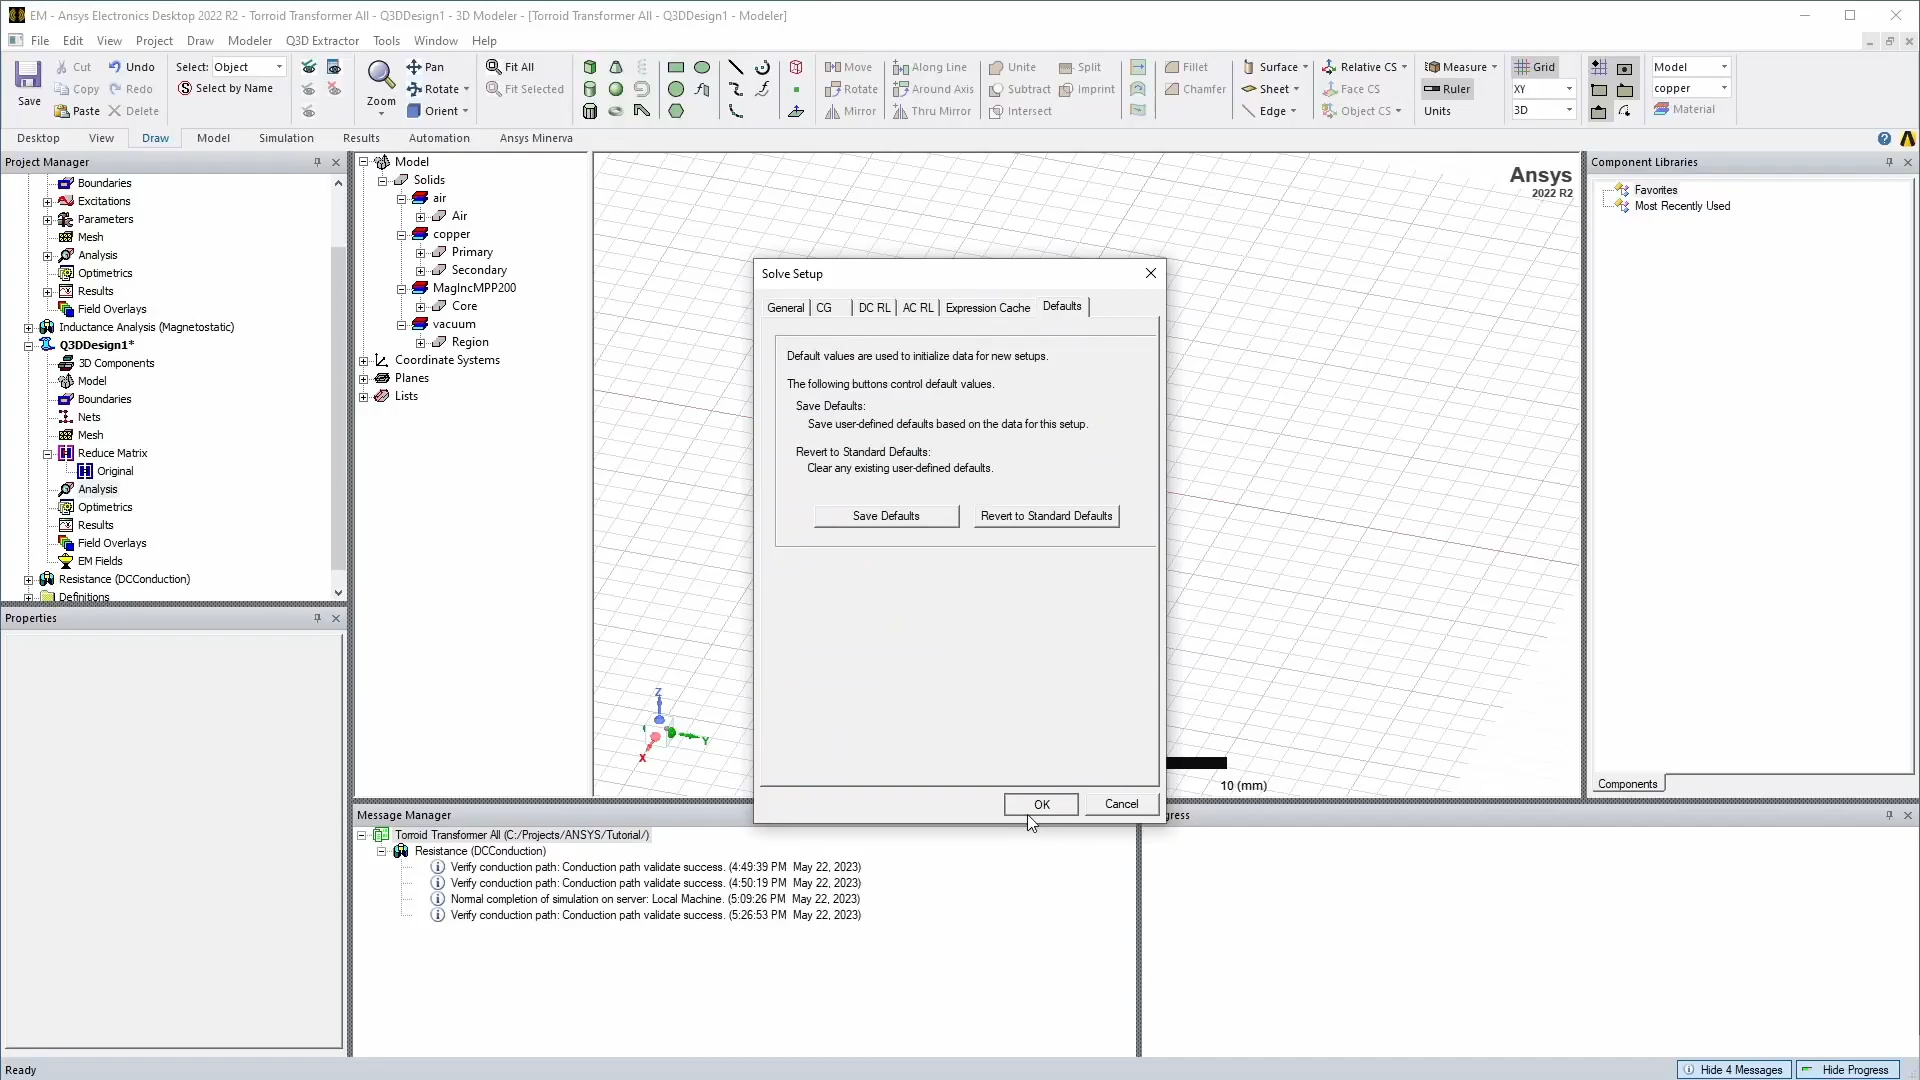 EM - Ansys Electronics Desktop 2022 R2 - Torroid Transformer All - Q3DDesign1 - 3D Modeler - [Torroid Transformer All - Q3DDesign1 - Modeler]
File Edit View Project Draw Modeler Q3D Extractor Tools Window Help
Save Cut Copy Paste Undo Redo Delete
Select: Object
Select by Name
Zoom Pan Rotate Orient
Fit All Fit Selected
Move Rotate Mirror
Along Line Around Axis Thru Mirror
Unite Subtract Intersect Split Imprint
Fillet Chamfer
Surface Sheet Edge
Relative CS Face CS Object CS
Measure Ruler Units
Grid XY 3D
Model copper Material
Desktop View Draw Model Simulation Results Automation Ansys Minerva
Project Manager
Boundaries
Excitations
Parameters
Mesh
Analysis
Optimetrics
Results
Field Overlays
Inductance Analysis (Magnetostatic)
Q3DDesign1*
3D Components
Model
Boundaries
Nets
Mesh
Reduce Matrix
Original
Analysis
Optimetrics
Results
Field Overlays
EM Fields
Resistance (DCConduction)
Definitions
Properties
Model
Solids
air
Air
copper
Primary
Secondary
MagIncMPP200
Core
vacuum
Region
Coordinate Systems
Planes
Lists
Ansys
2022 R2
Z
Y
X
10 (mm)
Solve Setup
General CG DC RL AC RL Expression Cache Defaults
Default values are used to initialize data for new setups.
The following buttons control default values.
Save Defaults:
Save user-defined defaults based on the data for this setup.
Revert to Standard Defaults:
Clear any existing user-defined defaults.
Save Defaults Revert to Standard Defaults
OK Cancel
Component Libraries
Favorites
Most Recently Used
Components
Message Manager
Torroid Transformer All (C:/Projects/ANSYS/Tutorial/)
Resistance (DCConduction)
Verify conduction path: Conduction path validate success. (4:49:39 PM May 22, 2023)
Verify conduction path: Conduction path validate success. (4:50:19 PM May 22, 2023)
Normal completion of simulation on server: Local Machine. (5:09:26 PM May 22, 2023)
Verify conduction path: Conduction path validate success. (5:26:53 PM May 22, 2023)
gress
Ready
Hide 4 Messages Hide Progress